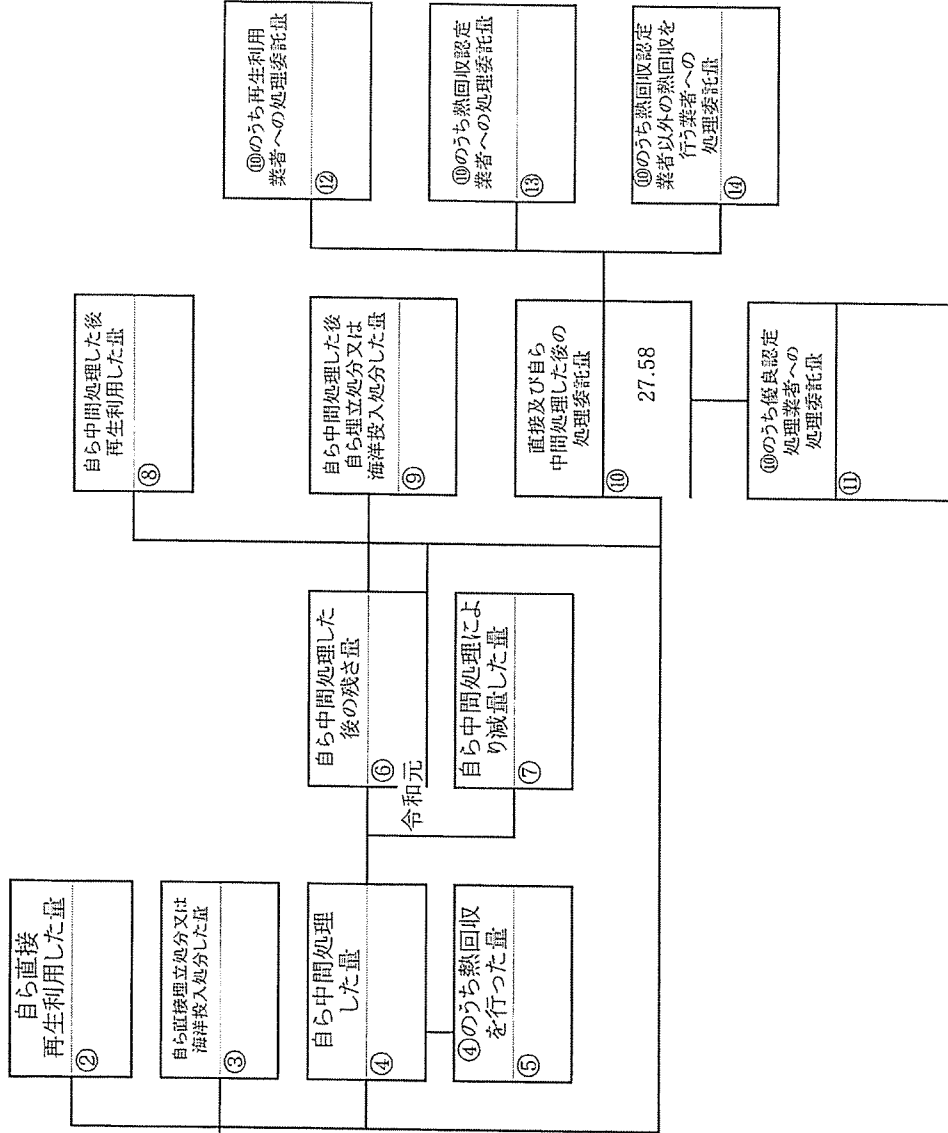 自ら直接
再生利用した量
②
自ら直接埋立処分又は
海洋投入処分した量
③
自ら中間処理
した量
④
④のうち熱回収
を行った量
⑤
自ら中間処理した
後の残さ量
⑥
令和元
自ら中間処理によ
り減量した量
⑦
自ら中間処理した後
再生利用した量
⑧
自ら中間処理した後
自ら埋立処分又は
海洋投入処分した量
⑨
直接及び自ら
中間処理した後の
処理委託量
⑩
27.58
⑩のうち優良認定
処理業者への
処理委託量
⑪
⑩のうち再生利用
業者への処理委託量
⑫
⑩のうち熱回収認定
業者への処理委託量
⑬
⑩のうち熱回収認定
業者以外の熱回収を
行う業者への
処理委託量
⑭